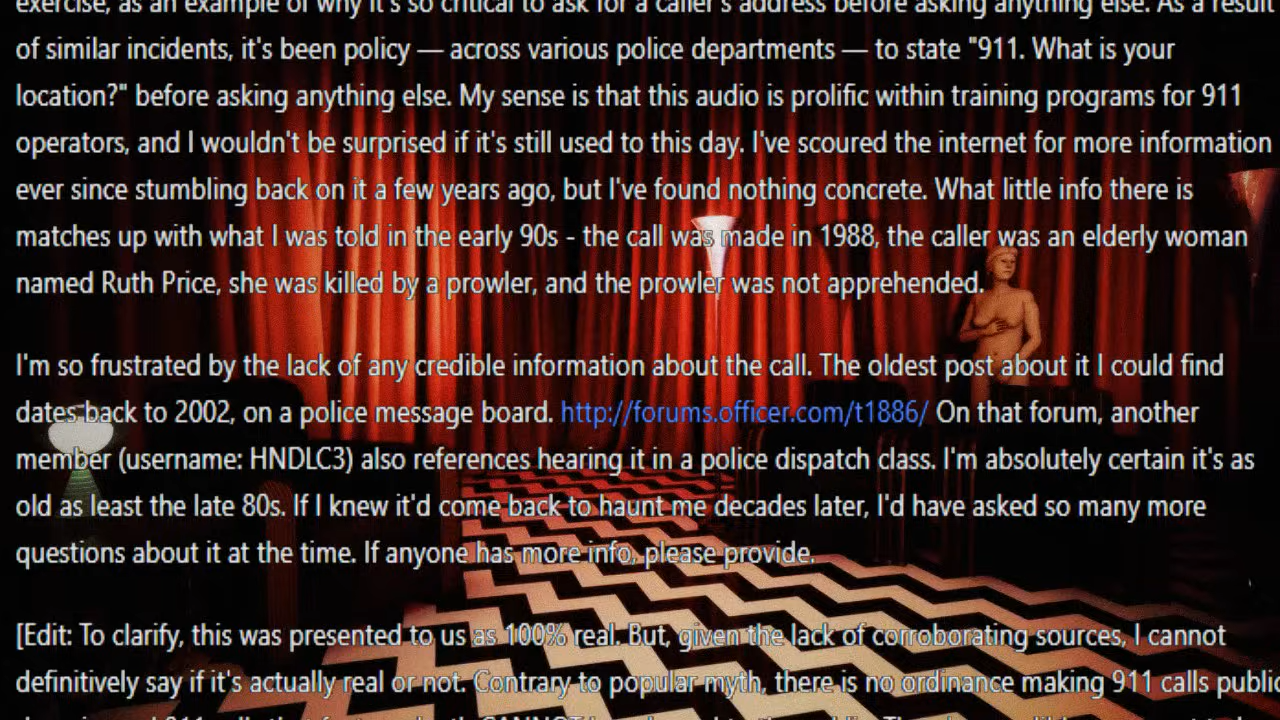 exercise, as an example of why it's so critical to ask for a caller's address before asking anything else. As a result
of similar incidents, it's been policy — across various police departments — to state "911. What is your
location?" before asking anything else. My sense is that this audio is prolific within training programs for 911
operators, and I wouldn't be surprised if it's still used to this day. I've scoured the internet for more information
ever since stumbling back on it a few years ago, but I've found nothing concrete. What little info there is
matches up with what I was told in the early 90s - the call was made in 1988, the caller was an elderly woman
named Ruth Price, she was killed by a prowler, and the prowler was not apprehended.
I'm so frustrated by the lack of any credible information about the call. The oldest post about it I could find
dates back to 2002, on a police message board. http://forums.officer.com/t1886/ On that forum, another
member (username: HNDLC3) also references hearing it in a police dispatch class. I'm absolutely certain it's as
old as least the late 80s. If I knew it'd come back to haunt me decades later, I'd have asked so many more
questions about it at the time. If anyone has more info, please provide.
[Edit: To clarify, this was presented to us as 100% real. But, given the lack of corroborating sources, I cannot
definitively say if it's actually real or not. Contrary to popular myth, there is no ordinance making 911 calls public